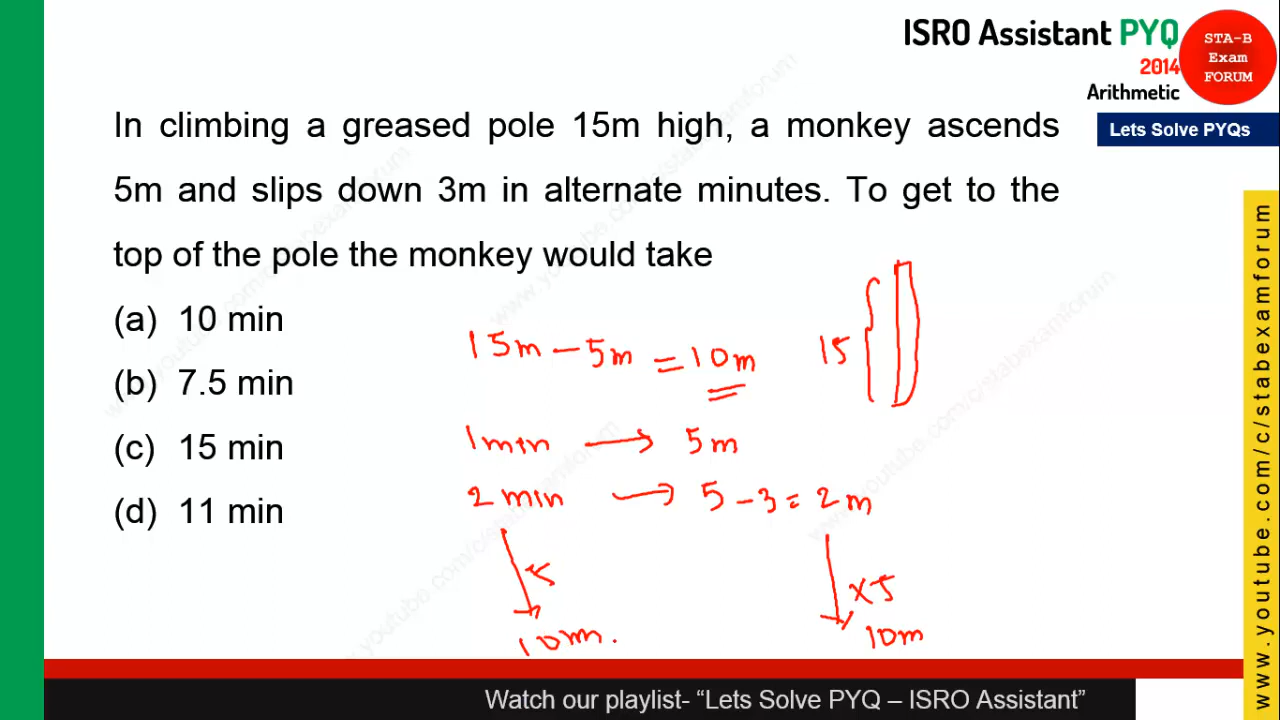 ISRO Assistant PYQ
2014
Arithmetic
STA-B
Exam
FORUM
Lets Solve PYQs
In climbing a greased pole 15m high, a monkey ascends
5m and slips down 3m in alternate minutes. To get to the
top of the pole the monkey would take
(a) 10 min
(b) 7.5 min
(c) 15 min
(d) 11 min
15m - 5m = 10m
15
1 min → 5m
2 min → 5 - 3 = 2m
5
x5
10m.
10m
www.youtube.com/c/stabexamforum
Watch our playlist- “Lets Solve PYQ – ISRO Assistant”